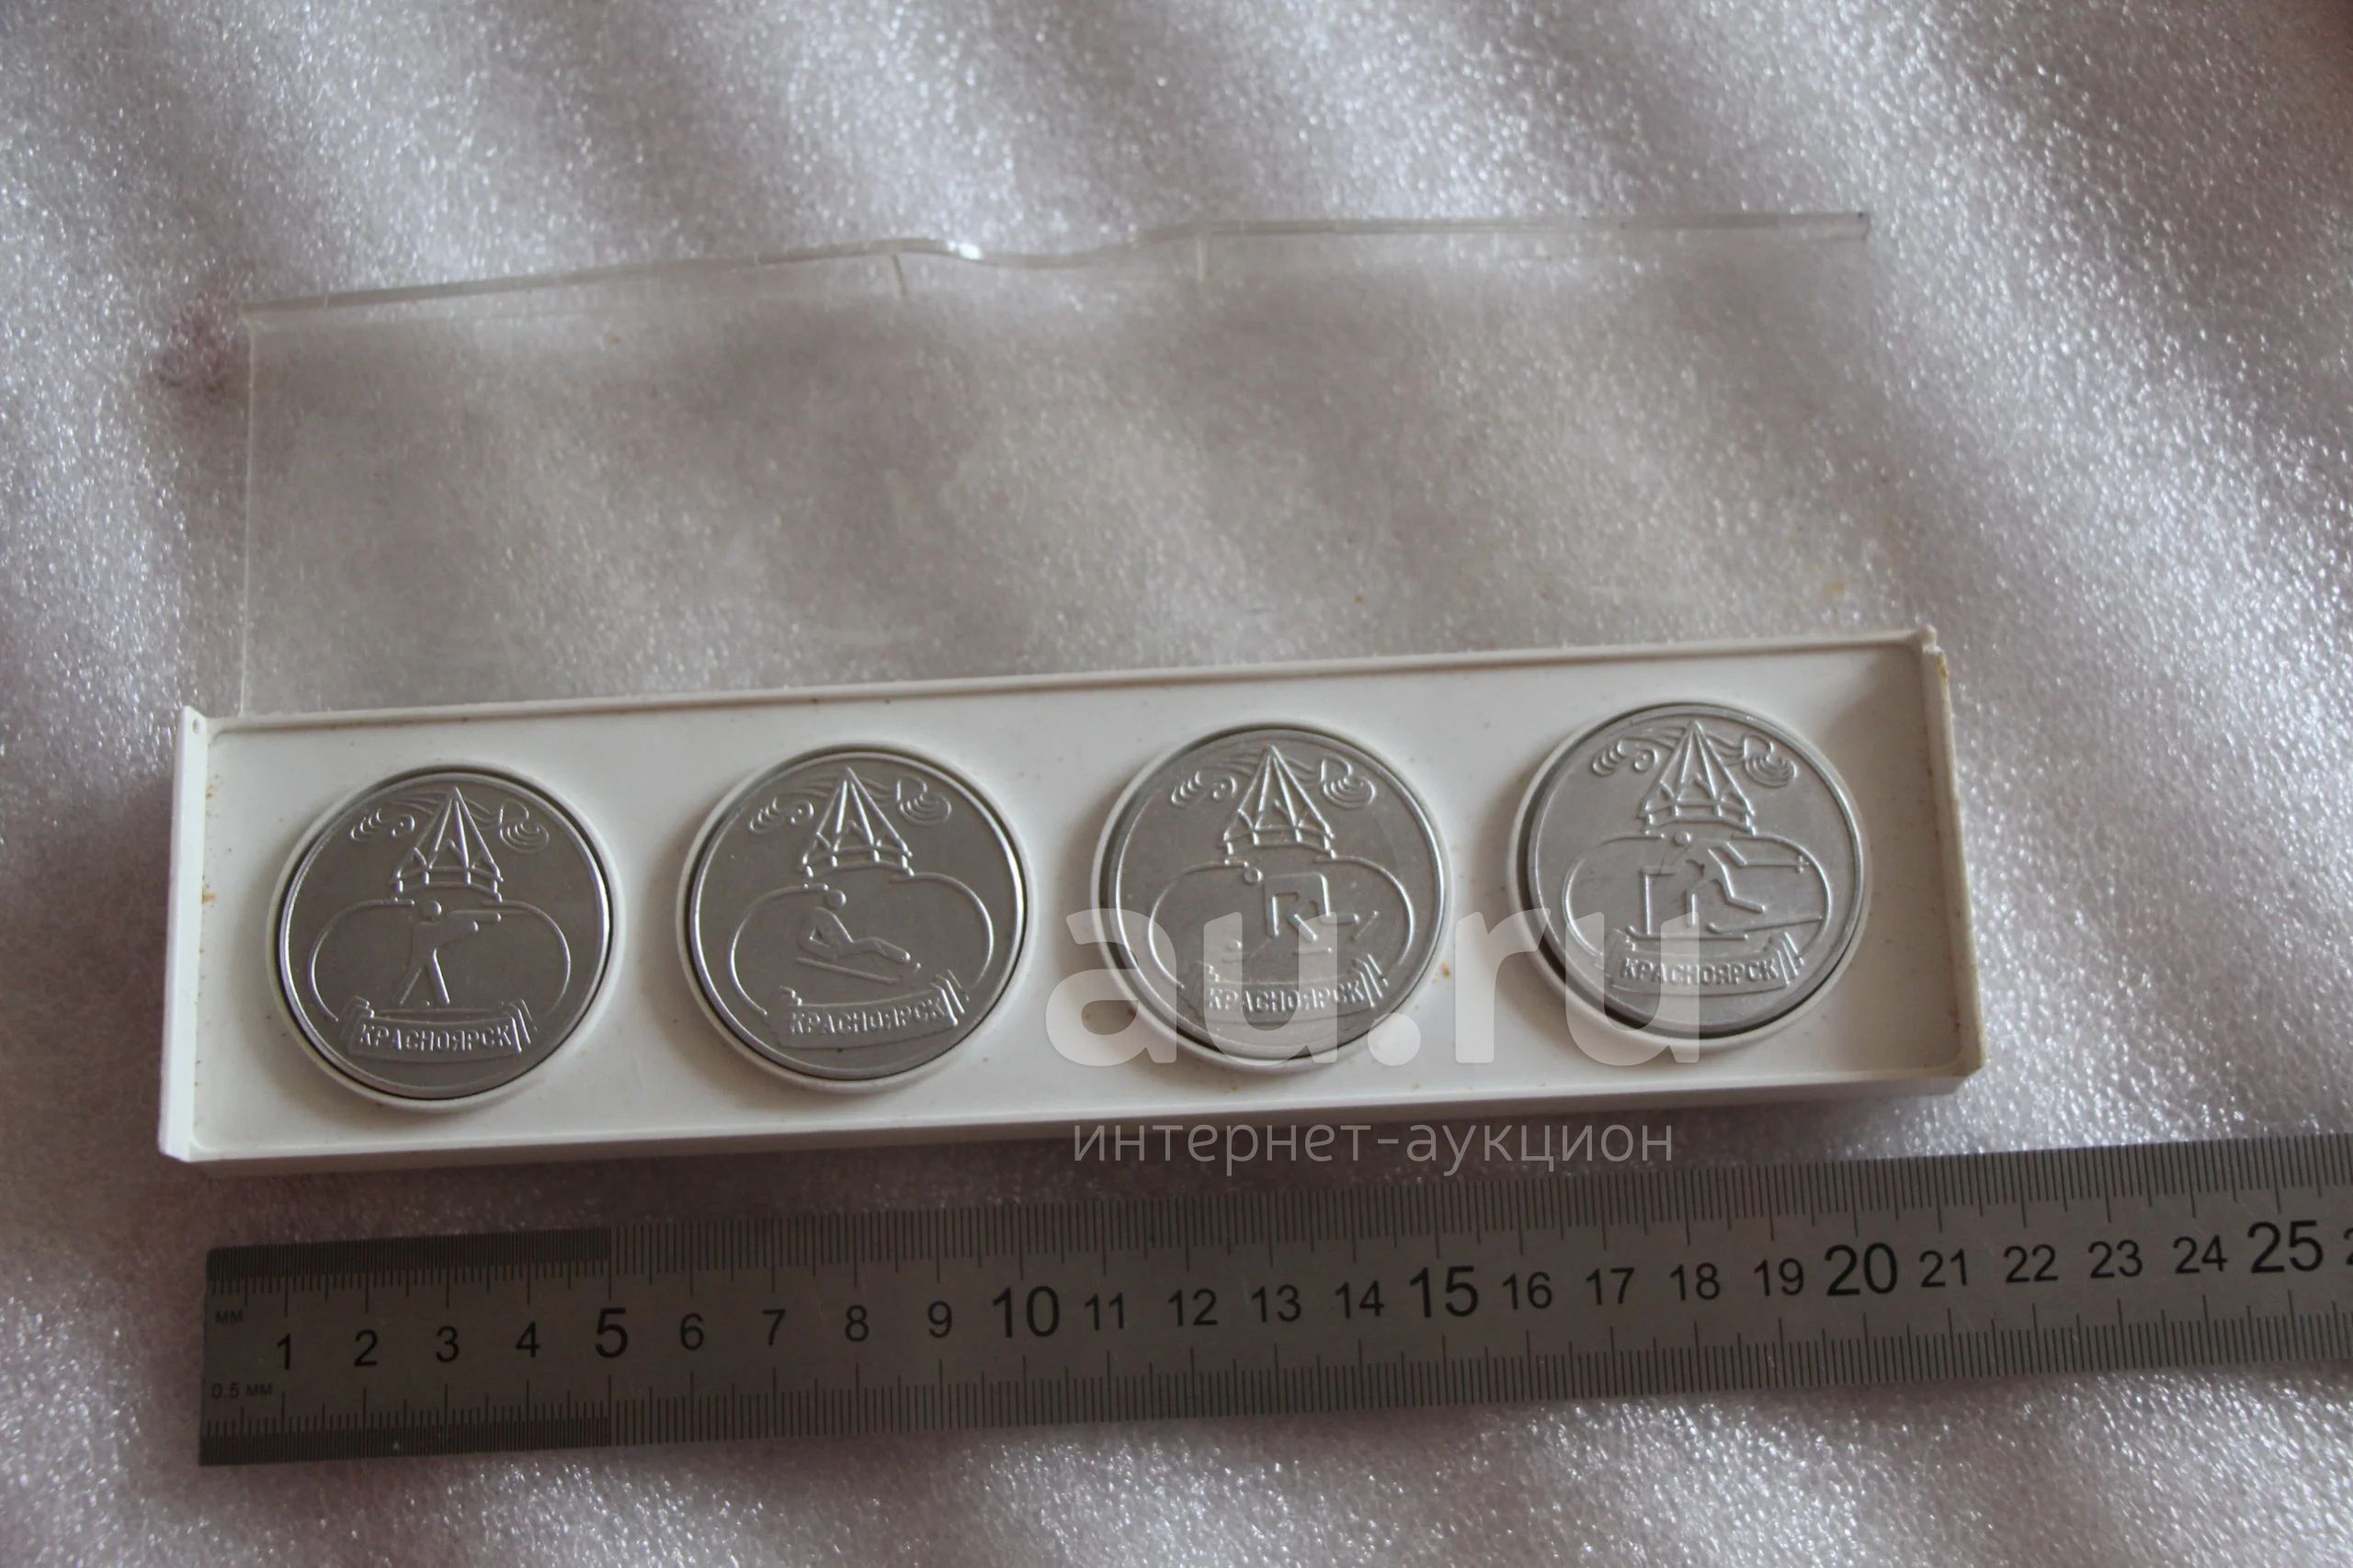 КРАСНОЯРСК
КРАСНОЯРСК
КРАСНОЯРСК
КРАСНОЯРСК
au.ru
интернет-аукцион
мм
1 2 3 4 5 6 7 8 9 10 11 12 13 14 15 16 17 18 19 20 21 22 23 24 25
0.5 мм